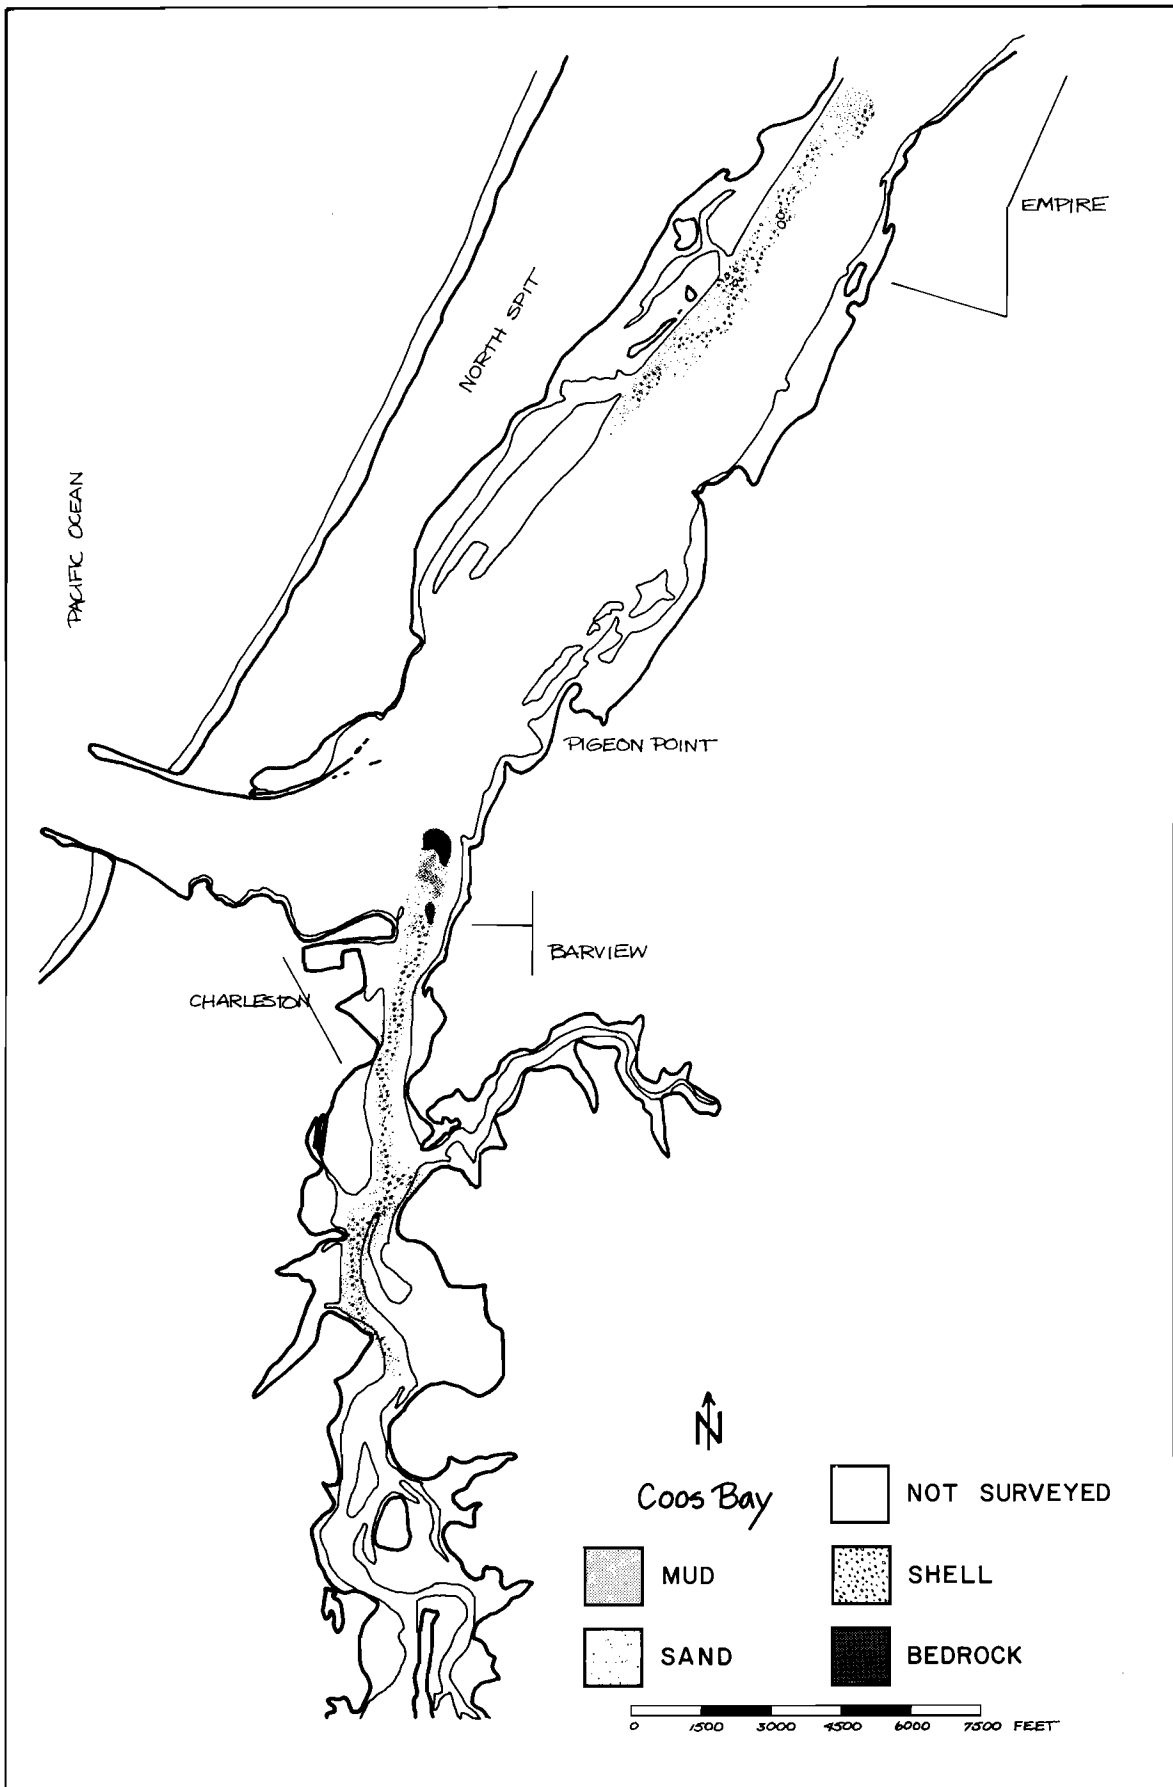 EMPIRE
NORTH SPIT
PACIFIC OCEAN
PIGEON POINT
BARVIEW
CHARLESTON
N
Coos Bay
NOT SURVEYED
MUD
SHELL
SAND
BEDROCK
0 1500 3000 4500 6000 7500 FEET